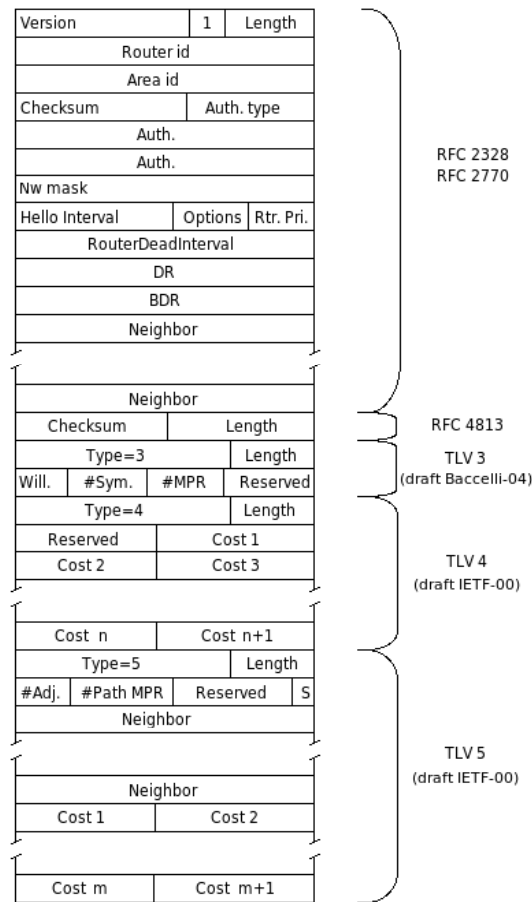 Version 1 Length
Router id
Area id
Checksum Auth. type
Auth.
Auth.
Nw mask
Hello Interval Options Rtr. Pri.
RouterDeadInterval
DR
BDR
Neighbor
Neighbor
RFC 2328
RFC 2770
Checksum Length
RFC 4813
Type=3 Length
Will. #Sym. #MPR Reserved
TLV 3
(draft Baccelli-04)
Type=4 Length
Reserved Cost 1
Cost 2 Cost 3
Cost n Cost n+1
TLV 4
(draft IETF-00)
Type=5 Length
#Adj. #Path MPR Reserved S
Neighbor
Neighbor
Cost 1 Cost 2
Cost m Cost m+1
TLV 5
(draft IETF-00)